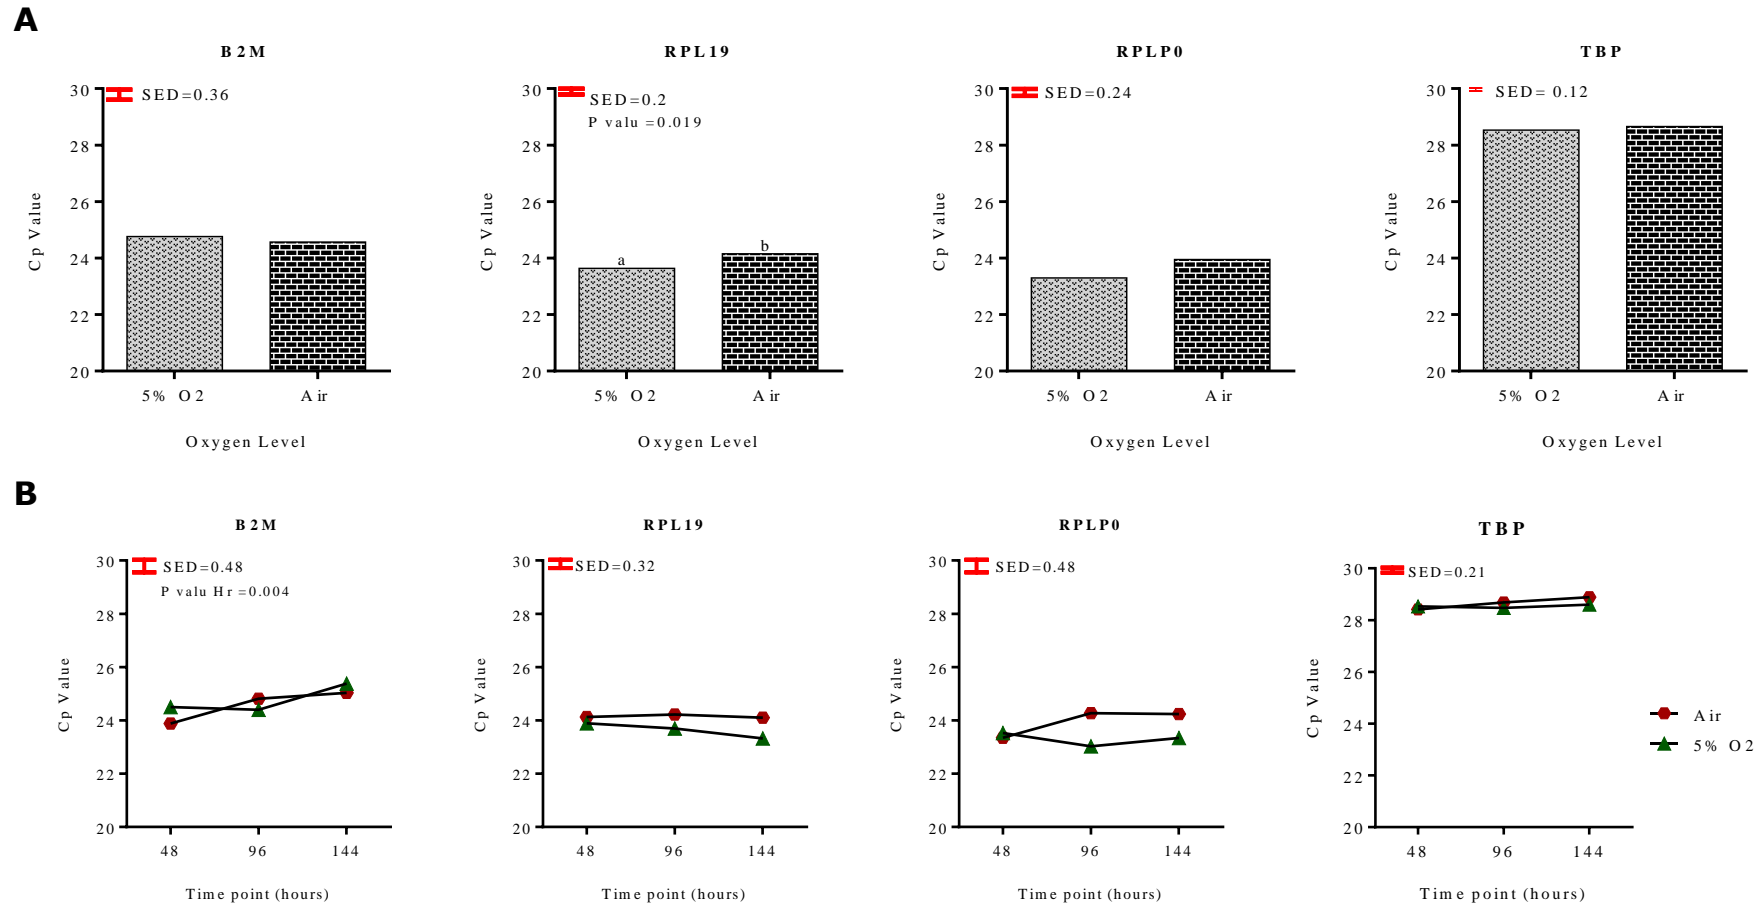 A
B2M
RPL19
RPLP0
TBP
30
28
26
24
22
20
Cp Value
SED=0.36
5% O2
Air
Oxygen Level
30
28
26
24
22
20
Cp Value
SED=0.2
P valu =0.019
a
b
5% O2
Air
Oxygen Level
30
28
26
24
22
20
Cp Value
SED=0.24
5% O2
Air
Oxygen Level
30
28
26
24
22
20
Cp Value
SED= 0.12
5% O2
Air
Oxygen Level
B
B2M
RPL19
RPLP0
TBP
30
28
26
24
22
20
Cp Value
SED=0.48
P valu Hr =0.004
48
96
144
Time point (hours)
30
28
26
24
22
20
Cp Value
SED=0.32
48
96
144
Time point (hours)
30
28
26
24
22
20
Cp Value
SED=0.48
48
96
144
Time point (hours)
30
28
26
24
22
20
Cp Value
SED=0.21
48
96
144
Time point (hours)
Air
5% O2